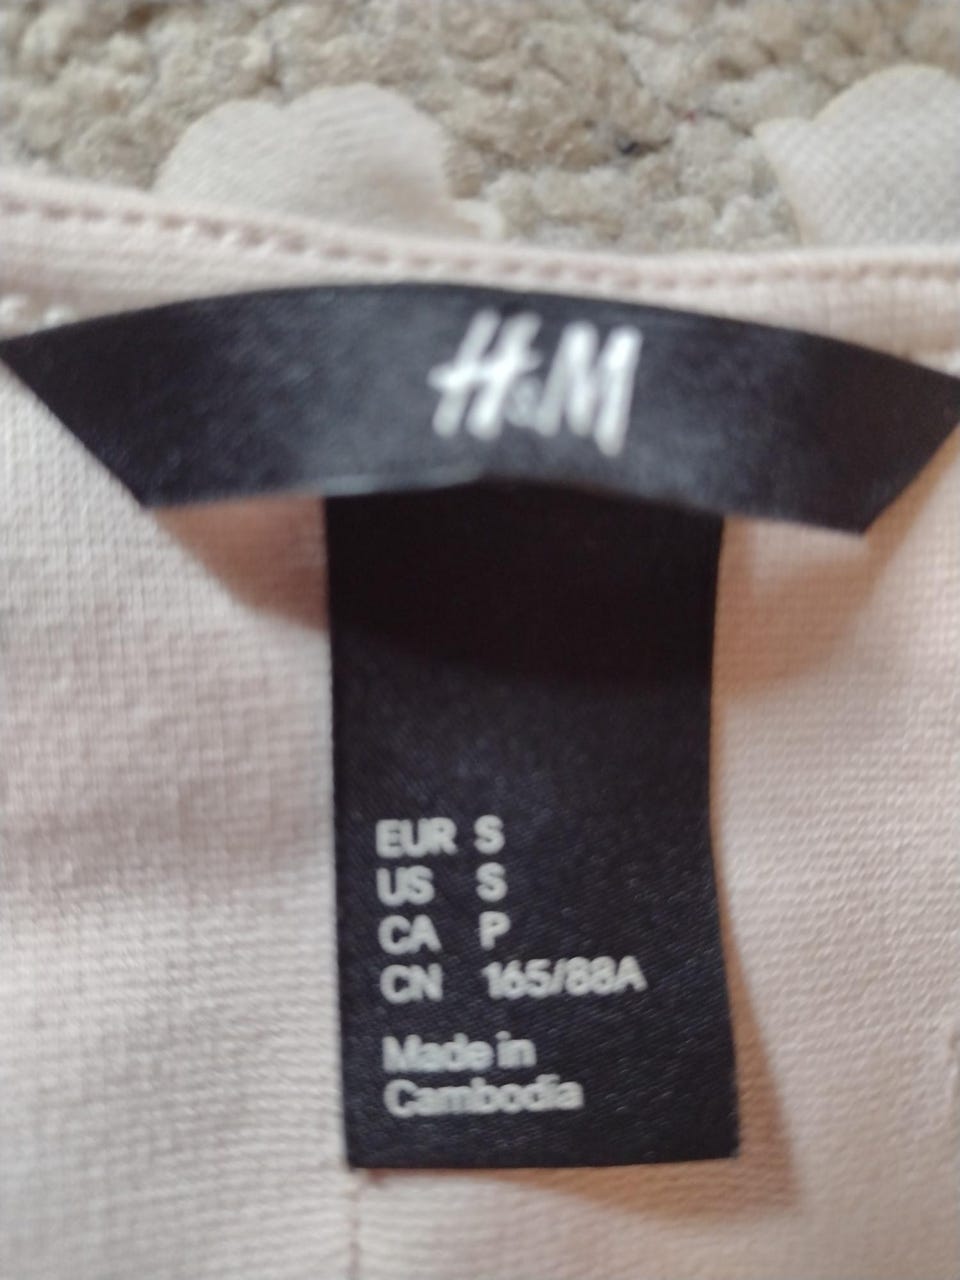 H&M
EUR S
US S
CA P
CN 165/88A
Made in
Cambodia